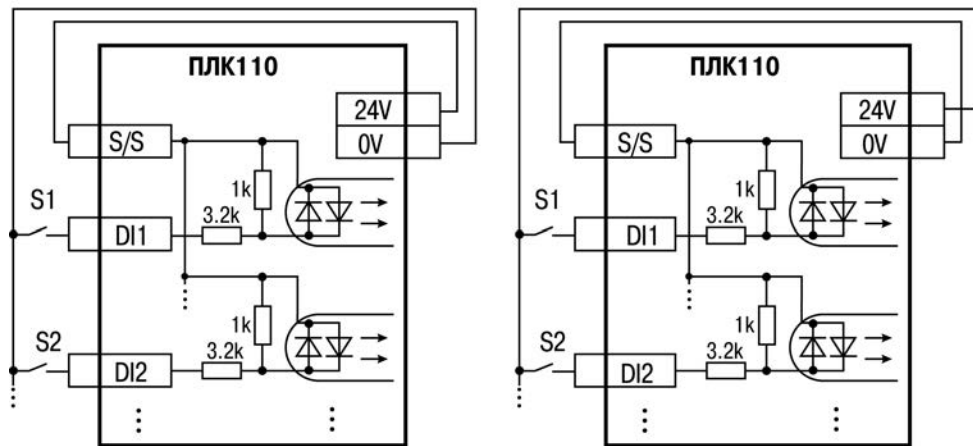 ПЛК110
24V
0V
S/S
1k
S1
3.2k
DI1
1k
S2
3.2k
DI2
ПЛК110
24V
0V
S/S
1k
S1
3.2k
DI1
1k
S2
3.2k
DI2